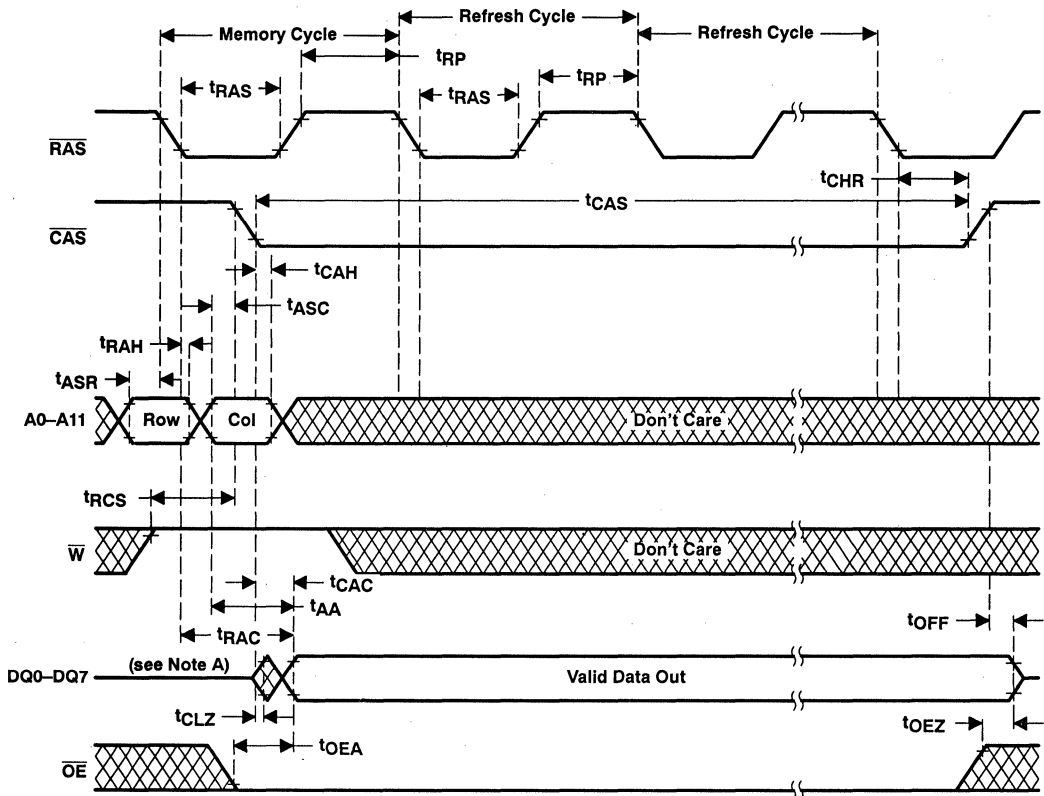 Refresh Cycle
Memory Cycle
Refresh Cycle
tRP
tRAS
tRP
tRAS
RAS
tCHR
tCAS
CAS
tCAH
tASC
tRAH
tASR
A0–A11
Row
Col
Don't Care
tRCS
W
Don't Care
tCAC
tAA
tOFF
tRAC
(see Note A)
DQ0–DQ7
Valid Data Out
tCLZ
tOEZ
tOEA
OE